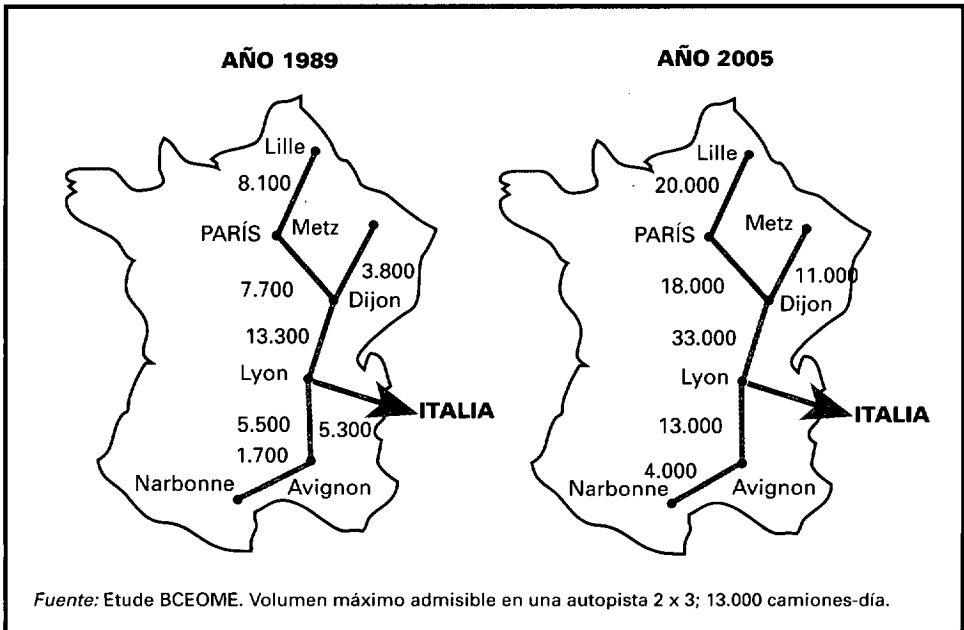 AÑO 1989
Lille
8.100
PARÍS
Metz
3.800
7.700
Dijon
13.300
Lyon
ITALIA
5.500
5.300
1.700
Narbonne
Avignon
AÑO 2005
Lille
20.000
Metz
PARÍS
11.000
18.000
Dijon
33.000
Lyon
ITALIA
13.000
4.000
Narbonne
Avignon
Fuente: Etude BCEOME. Volumen máximo admisible en una autopista 2 x 3; 13.000 camiones-día.